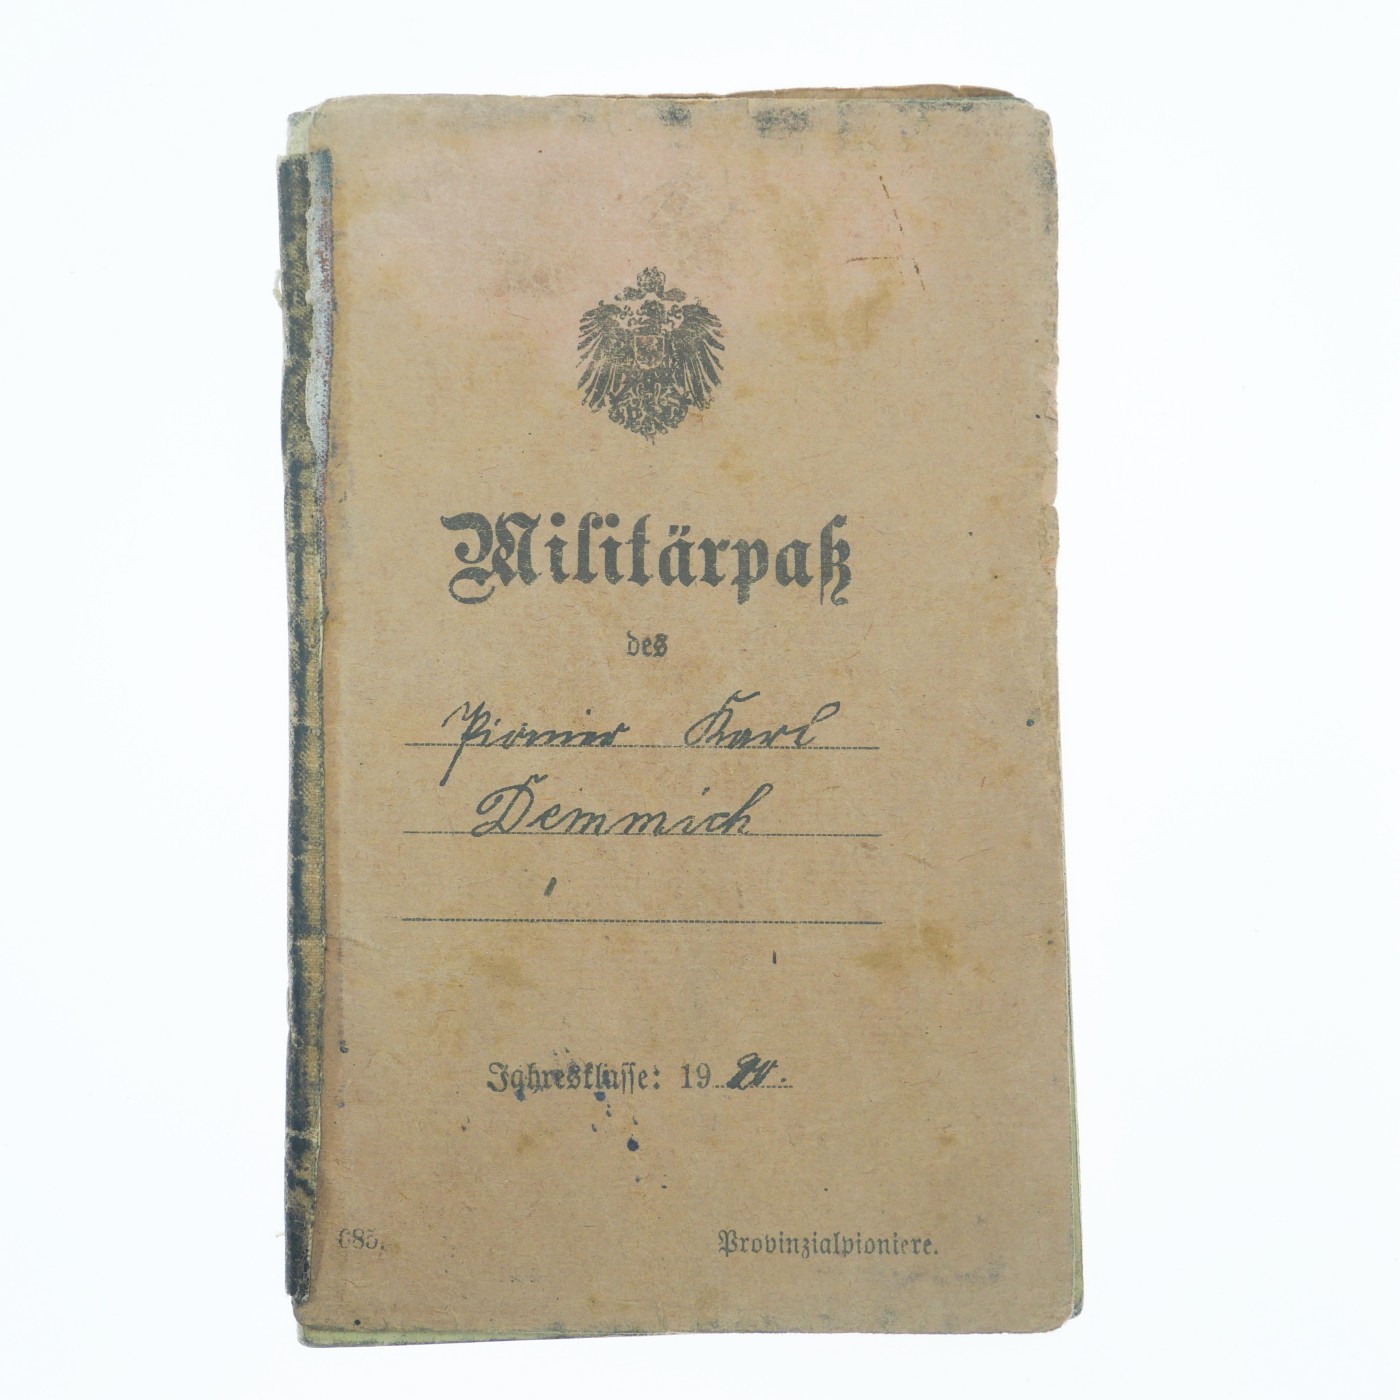 Militärpaß
des
Pionier Karl
Demmich
Jahresklasse: 19
685.
Provinzialpioniere.